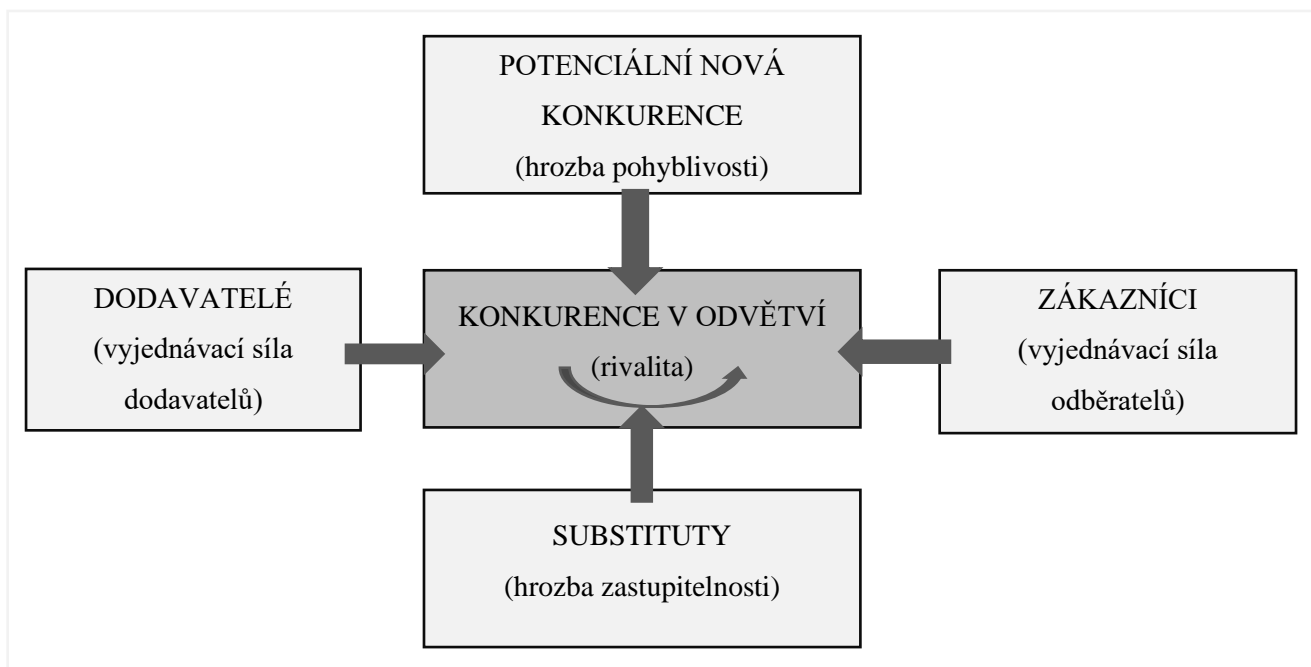 POTENCIÁLNÍ NOVÁ
KONKURENCE
(hrozba pohyblivosti)
DODAVATELÉ
(vyjednávací síla
dodavatelů)
KONKURENCE V ODVĚTVÍ
(rivalita)
ZÁKAZNÍCI
(vyjednávací síla
odběratelů)
SUBSTITUTY
(hrozba zastupitelnosti)